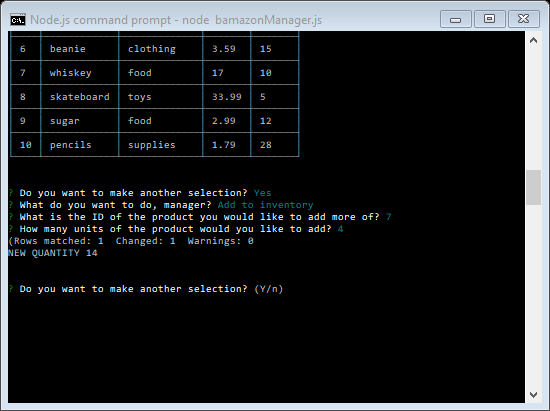 Node.js command prompt - node  bamazonManager.js
6 beanie clothing 3.59 15
7 whiskey food 17 10
8 skateboard toys 33.99 5
9 sugar food 2.99 12
10 pencils supplies 1.79 28
? Do you want to make another selection? Yes
? What do you want to do, manager? Add to inventory
? What is the ID of the product you would like to add more of? 7
? How many units of the product would you like to add? 4
(Rows matched: 1  Changed: 1  Warnings: 0
NEW QUANTITY 14
? Do you want to make another selection? (Y/n)